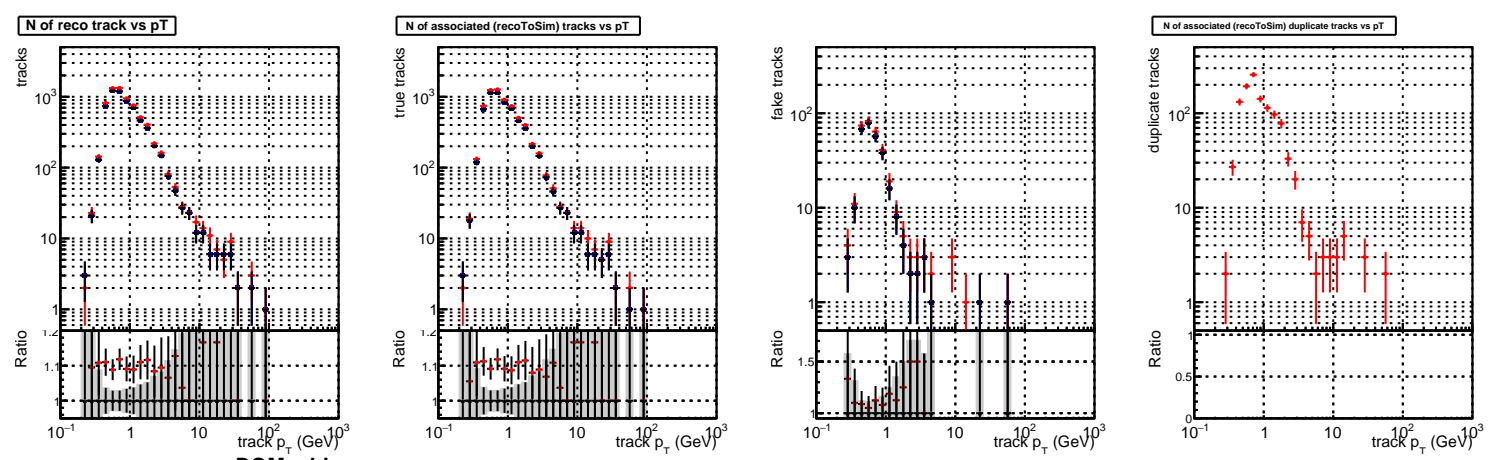 N of reco track vs pT
tracks
10³
10²
10
1
Ratio
1.2
1.1
1
10⁻¹ 1 10 10² 10³
track p_T (GeV)
N of associated (recoToSim) tracks vs pT
true tracks
10³
10²
10
1
Ratio
1.2
1.1
1
10⁻¹ 1 10 10² 10³
track p_T (GeV)
fake tracks
10²
10
1
Ratio
1.5
1
10⁻¹ 1 10 10² 10³
track p_T (GeV)
N of associated (recoToSim) duplicate tracks vs pT
duplicate tracks
10²
10
1
Ratio
1
0.5
0
10⁻¹ 1 10 10² 10³
track p_T (GeV)